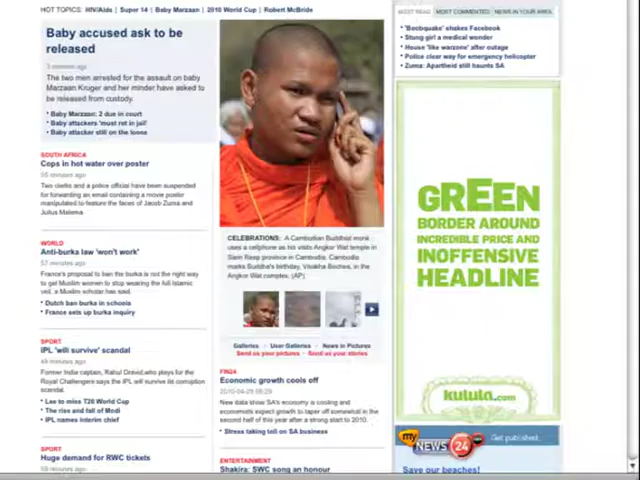 HOT TOPICS: HIV/Aids | Super 14 | Baby Marzaan | 2010 World Cup | Robert McBride
Baby accused ask to be
released
3 minutes ago
The two men arrested for the assault on baby
Marzaan Kruger and her minder have asked to
be released from custody.
• Baby Marzaan: 2 due in court
• Baby attackers 'must rot in jail'
• Baby attacker still on the loose
SOUTH AFRICA
Cops in hot water over poster
Two clerks and a police official have been suspended
for forwarding an email containing a movie poster
manipulated to feature the faces of Jacob Zuma and
Julius Malema.
WORLD
Anti-burka law 'won't work'
57 minutes ago
France's proposal to ban the burka is not the right way
to get Muslim women to stop wearing the full Islamic
veil, a Muslim scholar has said.
• Dutch ban burka in schools
• France sets up burka inquiry
SPORT
IPL 'will survive' scandal
49 minutes ago
Former India captain, Rahul Dravid,who plays for the
Royal Challengers says the IPL will survive its corruption
scandal.
• Lee to miss T20 World Cup
• The rise and fall of Modi
• IPL names interim chief
SPORT
Huge demand for RWC tickets
CELEBRATIONS: A Cambodian Buddhist monk
uses a cellphone as he visits Angkor Wat temple in
Siem Reap province in Cambodia. Cambodia
marks Buddha's birthday, Visakha Bochea, in the
Angkor Wat complex. (AP)
Galleries • User Galleries • News in Pictures
Send us your pictures • Send us your stories
FIN24
Economic growth cools off
New data show SA's economy is cooling and
economists expect growth to taper off somewhat in the
second half of this year after a strong start to 2010.
• Stress taking toll on SA business
ENTERTAINMENT
Shakira: SWC song an honour
MOST READ MOST COMMENTED NEWS IN YOUR AREA
• 'Boobquake' shakes Facebook
• Stung girl a medical wonder
• House 'like warzone' after outage
• Police clear way for emergency helicopter
• Zuma: Apartheid still haunts SA
GREEN
BORDER AROUND
INCREDIBLE PRICE AND
INOFFENSIVE
HEADLINE
kulula.com
my NEWS 24 Get published.
Save our beaches!